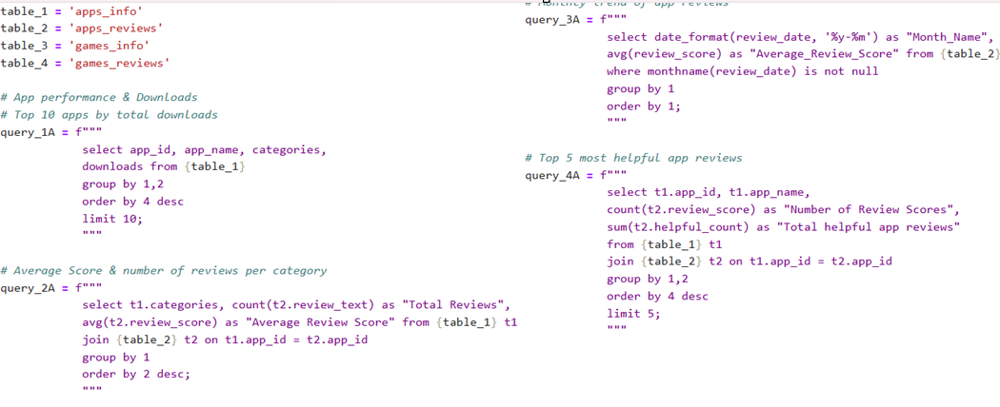 table_1 = 'apps_info'
table_2 = 'apps_reviews'
table_3 = 'games_info'
table_4 = 'games_reviews'
# App performance & Downloads
# Top 10 apps by total downloads
query_1A = f"""
select app_id, app_name, categories,
downloads from {table_1}
group by 1,2
order by 4 desc
limit 10;
"""
# Average Score & number of reviews per category
query_2A = f"""
select t1.categories, count(t2.review_text) as "Total Reviews",
avg(t2.review_score) as "Average Review Score" from {table_1} t1
join {table_2} t2 on t1.app_id = t2.app_id
group by 1
order by 2 desc;
"""
# Monthly trend of app reviews
query_3A = f"""
select date_format(review_date, '%y-%m') as "Month_Name",
avg(review_score) as "Average_Review_Score" from {table_2}
where monthname(review_date) is not null
group by 1
order by 1;
"""
# Top 5 most helpful app reviews
query_4A = f"""
select t1.app_id, t1.app_name,
count(t2.review_score) as "Number of Review Scores",
sum(t2.helpful_count) as "Total helpful app reviews"
from {table_1} t1
join {table_2} t2 on t1.app_id = t2.app_id
group by 1,2
order by 4 desc
limit 5;
"""